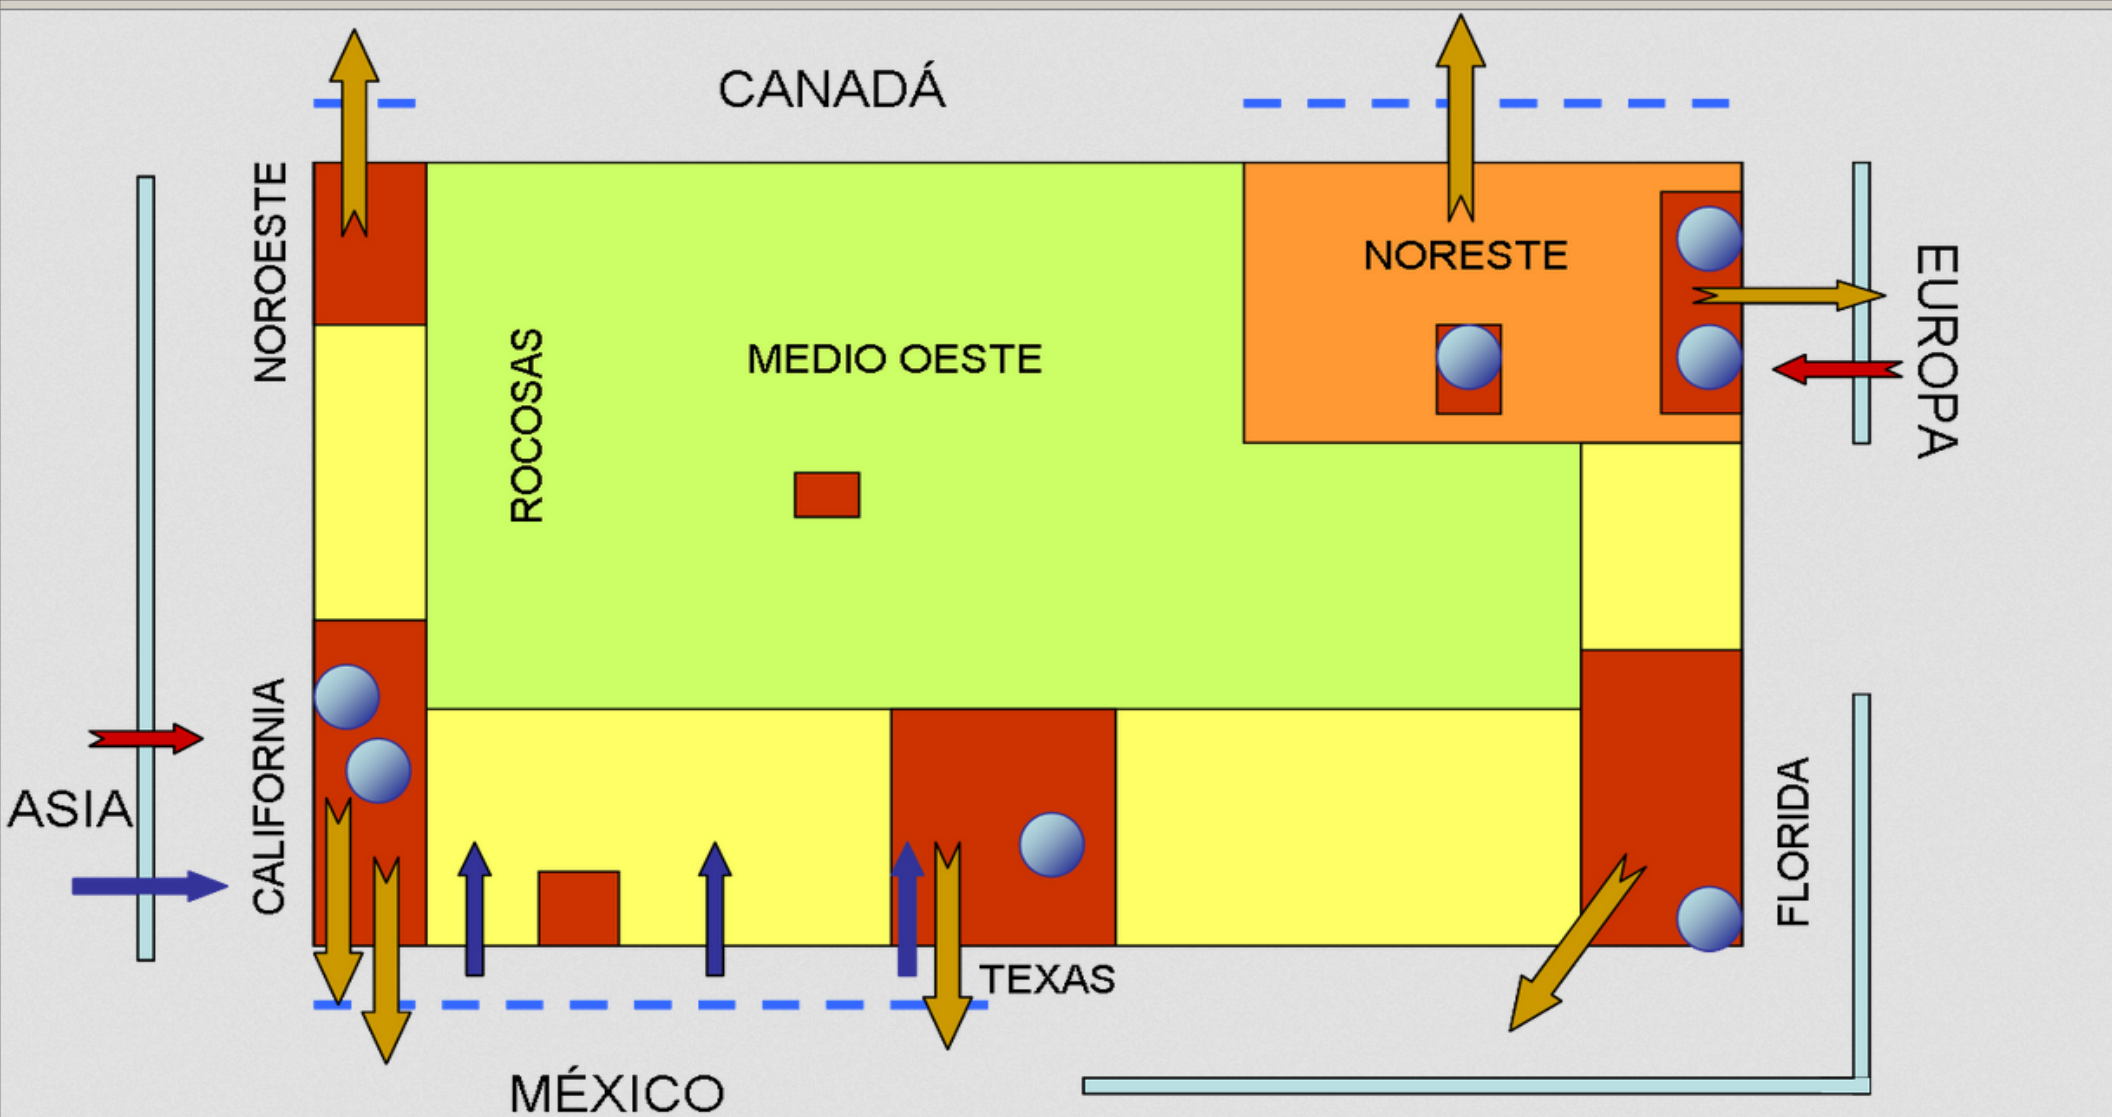 CANADÁ
NOROESTE
NORESTE
EUROPA
ROCOSAS
MEDIO OESTE
CALIFORNIA
ASIA
FLORIDA
TEXAS
MÉXICO